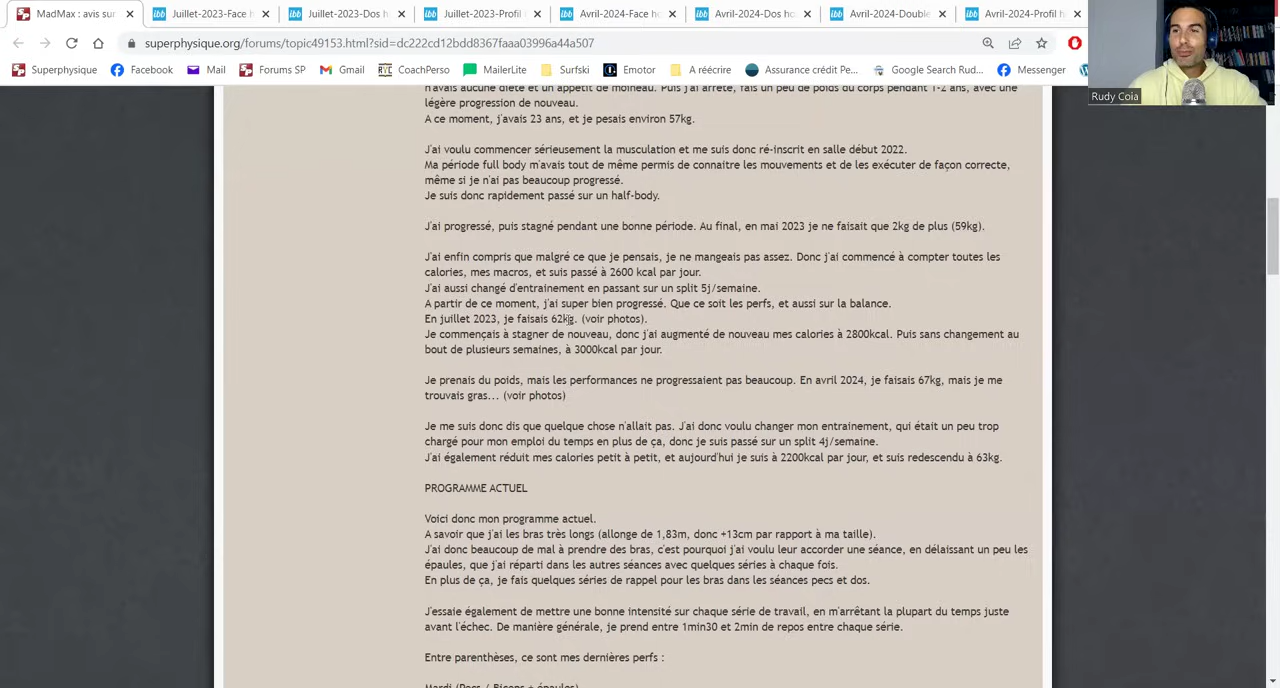 MadMax : avis sur
Juillet-2023-Face h
Juillet-2023-Dos h
Juillet-2023-Profil
Avril-2024-Face h
Avril-2024-Dos ho
Avril-2024-Double
Avril-2024-Profil f
superphysique.org/forums/topic49153.html?sid=dc222cd12bdd8367faaa03996a44a507
Superphysique
Facebook
Mail
Forums SP
Gmail
CoachPerso
MailerLite
Surfski
Emotor
A réécrire
Assurance crédit Pe...
Google Search Rud...
Messenger
Rudy Coia
n'avais aucune diète et un appétit de moineau. Puis j'ai arrêté, fais un peu de poids du corps pendant 1-2 ans, avec une
légère progression de nouveau.
A ce moment, j'avais 23 ans, et je pesais environ 57kg.
J'ai voulu commencer sérieusement la musculation et me suis donc ré-inscrit en salle début 2022.
Ma période full body m'avais tout de même permis de connaitre les mouvements et de les exécuter de façon correcte,
même si je n'ai pas beaucoup progressé.
Je suis donc rapidement passé sur un half-body.
J'ai progressé, puis stagné pendant une bonne période. Au final, en mai 2023 je ne faisait que 2kg de plus (59kg).
J'ai enfin compris que malgré ce que je pensais, je ne mangeais pas assez. Donc j'ai commencé à compter toutes les
calories, mes macros, et suis passé à 2600 kcal par jour.
J'ai aussi changé d'entrainement en passant sur un split 5j/semaine.
A partir de ce moment, j'ai super bien progressé. Que ce soit les perfs, et aussi sur la balance.
En juillet 2023, je faisais 62kg. (voir photos).
Je commençais à stagner de nouveau, donc j'ai augmenté de nouveau mes calories à 2800kcal. Puis sans changement au
bout de plusieurs semaines, à 3000kcal par jour.
Je prenais du poids, mais les performances ne progressaient pas beaucoup. En avril 2024, je faisais 67kg, mais je me
trouvais gras... (voir photos)
Je me suis donc dis que quelque chose n'allait pas. J'ai donc voulu changer mon entrainement, qui était un peu trop
chargé pour mon emploi du temps en plus de ça, donc je suis passé sur un split 4j/semaine.
J'ai également réduit mes calories petit à petit, et aujourd'hui je suis à 2200kcal par jour, et suis redescendu à 63kg.
PROGRAMME ACTUEL
Voici donc mon programme actuel.
A savoir que j'ai les bras très longs (allonge de 1,83m, donc +13cm par rapport à ma taille).
J'ai donc beaucoup de mal à prendre des bras, c'est pourquoi j'ai voulu leur accorder une séance, en délaissant un peu les
épaules, que j'ai réparti dans les autres séances avec quelques séries à chaque fois.
En plus de ça, je fais quelques séries de rappel pour les bras dans les séances pecs et dos.
J'essaie également de mettre une bonne intensité sur chaque série de travail, en m'arrêtant la plupart du temps juste
avant l'échec. De manière générale, je prend entre 1min30 et 2min de repos entre chaque série.
Entre parenthèses, ce sont mes dernières perfs :
Mardi (Pecs / Biceps + épaules)